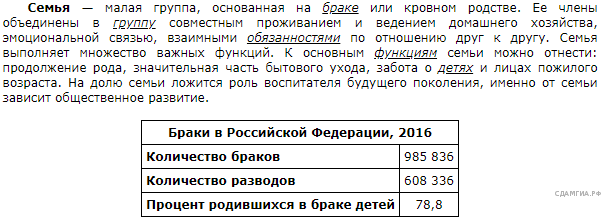 Семья — малая группа, основанная на браке или кровном родстве. Ее члены
объединены в группу совместным проживанием и ведением домашнего хозяйства,
эмоциональной связью, взаимными обязанностями по отношению друг к другу. Семья
выполняет множество важных функций. К основным функциям семьи можно отнести:
продолжение рода, значительная часть бытового ухода, забота о детях и лицах пожилого
возраста. На долю семьи ложится роль воспитателя будущего поколения, именно от семьи
зависит общественное развитие.
Браки в Российской Федерации, 2016
Количество браков 985 836
Количество разводов 608 336
Процент родившихся в браке детей 78,8
СДАМГИА.РФ